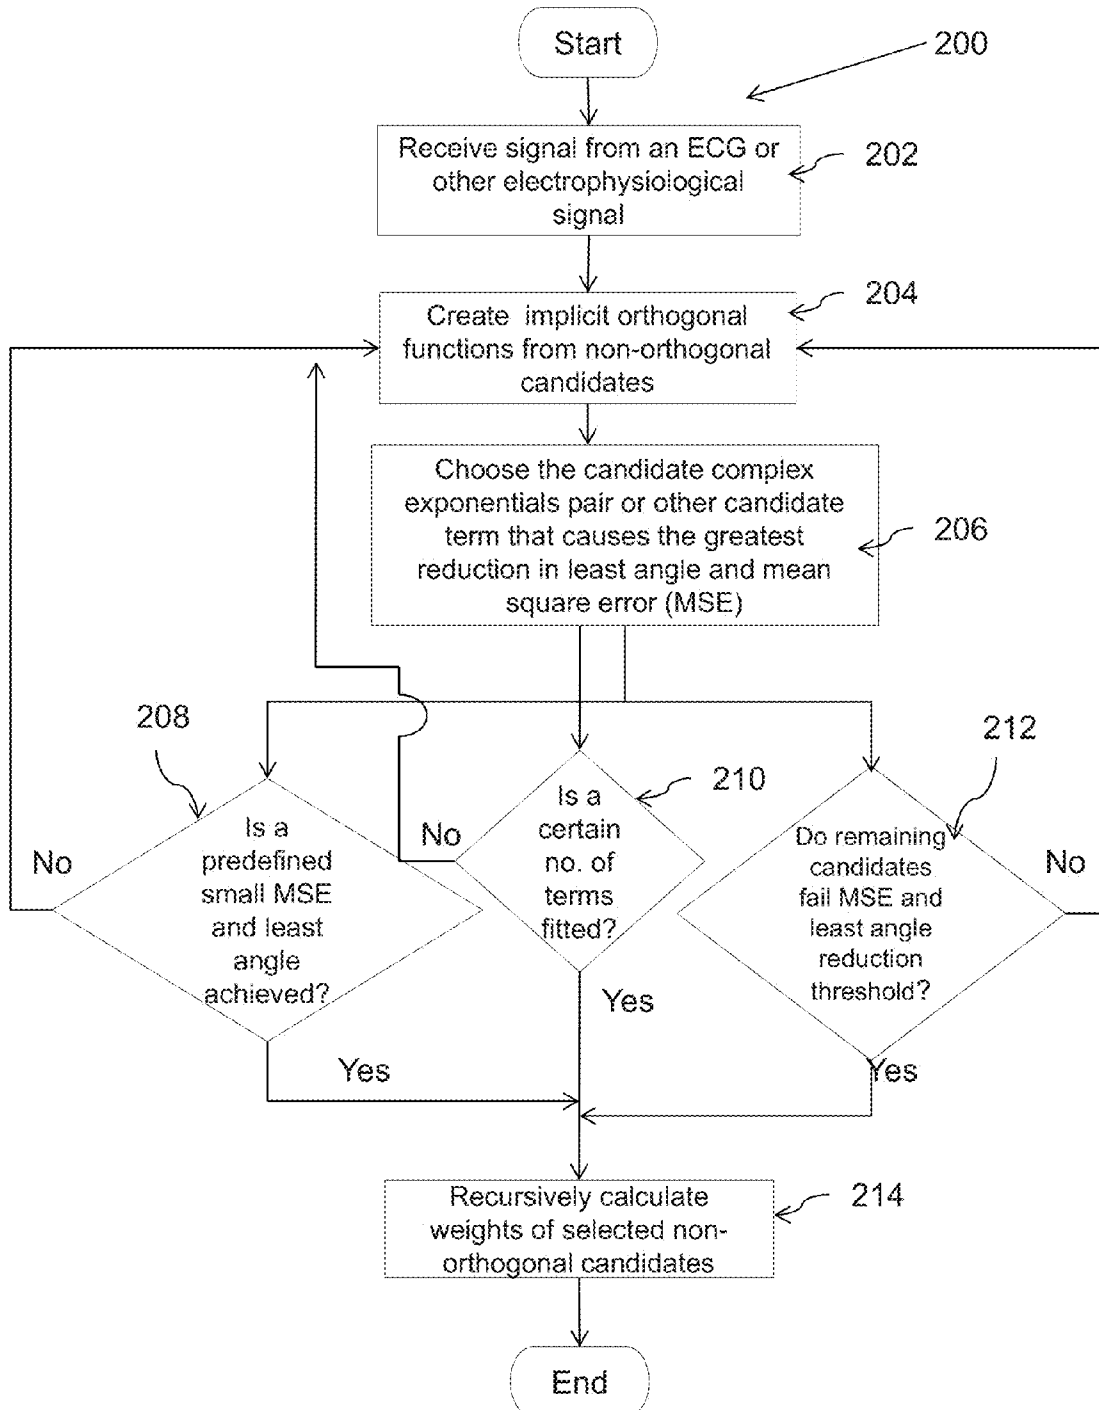 Start
200
Receive signal from an ECG or
other electrophysiological
signal
202
Create implicit orthogonal
functions from non-orthogonal
candidates
204
Choose the candidate complex
exponentials pair or other candidate
term that causes the greatest
reduction in least angle and mean
square error (MSE)
206
208
Is a
predefined
small MSE
and least
angle
achieved?
No
Yes
210
Is a
certain
no. of
terms
fitted?
No
Yes
212
Do remaining
candidates
fail MSE and
least angle
reduction
threshold?
No
Yes
Recursively calculate
weights of selected non-
orthogonal candidates
214
End